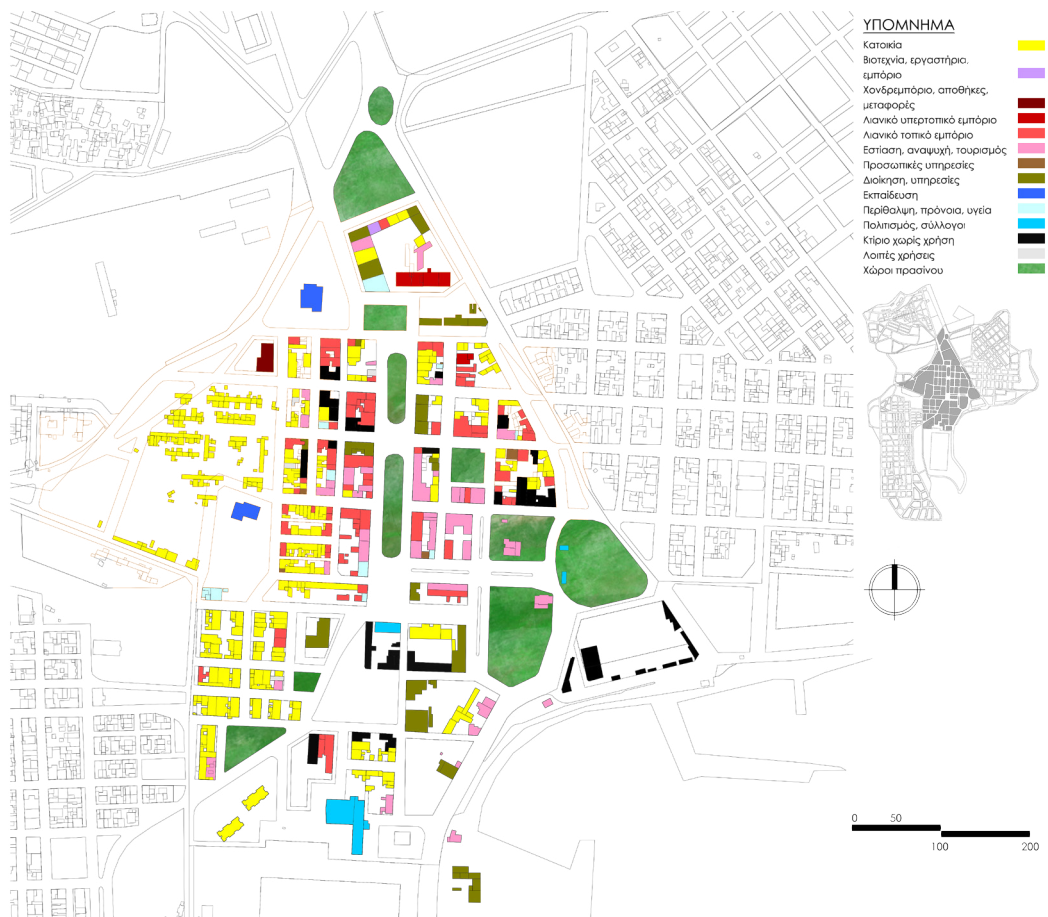 ΥΠΟΜΝΗΜΑ
Κατοικία
Βιοτεχνία, εργαστήρια,
εμπόριο
Χονδρεμπόριο, αποθήκες,
μεταφορές
Λιανικό υπερτοπικό εμπόριο
Λιανικό τοπικό εμπόριο
Εστίαση, αναψυχή, τουρισμός
Προσωπικές υπηρεσίες
Διοίκηση, υπηρεσίες
Εκπαίδευση
Περίθαλψη, πρόνοια, υγεία
Πολιτισμός, σύλλογοι
Κτίριο χωρίς χρήση
Λοιπές χρήσεις
Χώροι πρασίνου
0 50
100 200